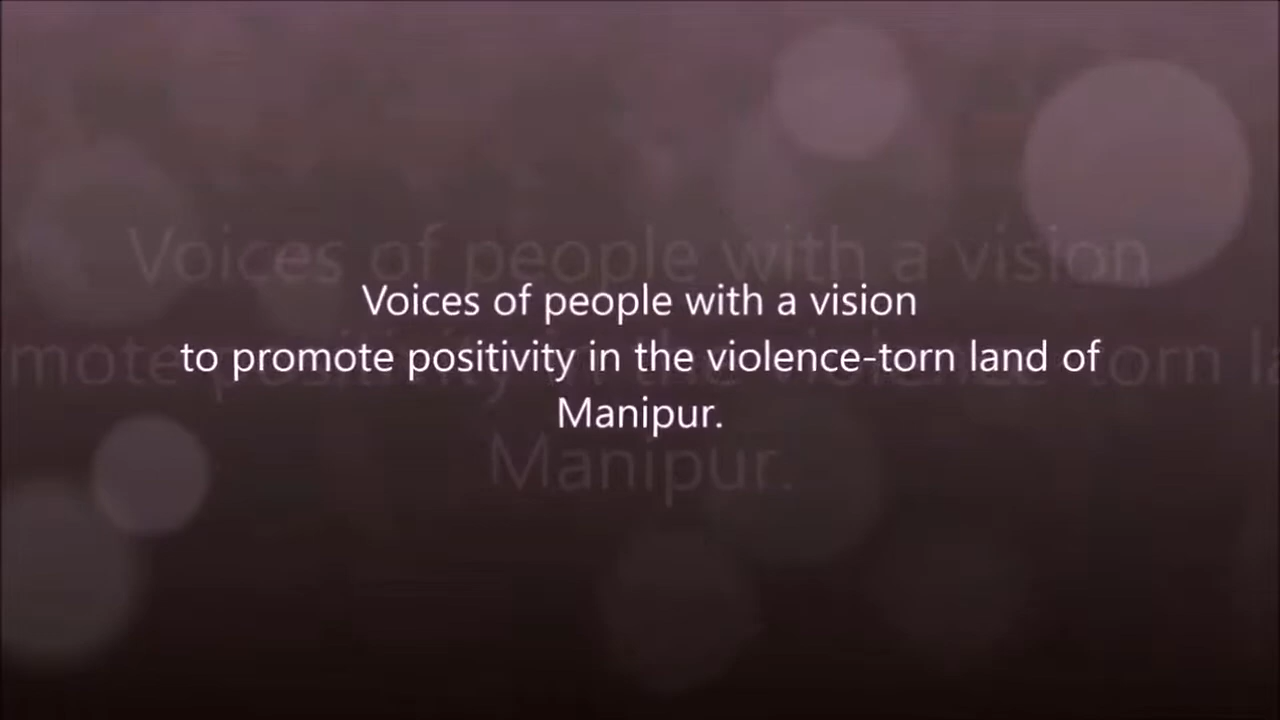 Voices of people with a vision
to promote positivity in the violence-torn land of
Manipur.